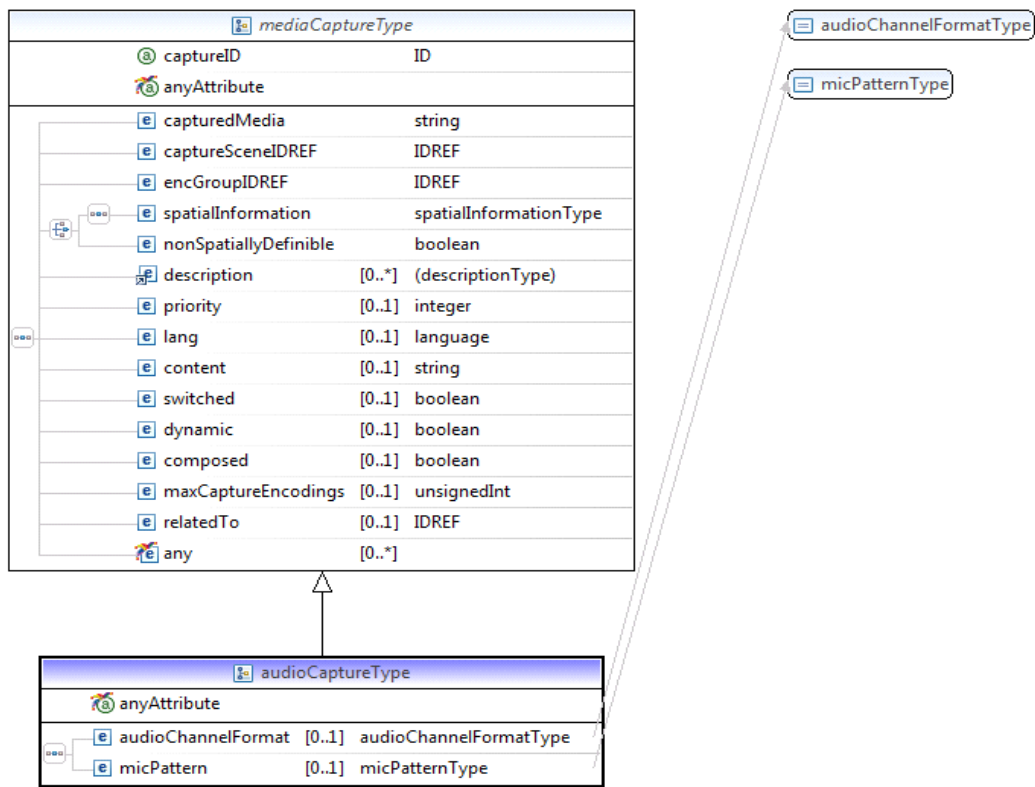 mediaCaptureType
captureID ID
anyAttribute
capturedMedia string
captureSceneIDREF IDREF
encGroupIDREF IDREF
spatialInformation spatialInformationType
nonSpatiallyDefinible boolean
description [0..*] (descriptionType)
priority [0..1] integer
lang [0..1] language
content [0..1] string
switched [0..1] boolean
dynamic [0..1] boolean
composed [0..1] boolean
maxCaptureEncodings [0..1] unsignedInt
relatedTo [0..1] IDREF
any [0..*]
audioCaptureType
anyAttribute
audioChannelFormat [0..1] audioChannelFormatType
micPattern [0..1] micPatternType
audioChannelFormatType
micPatternType